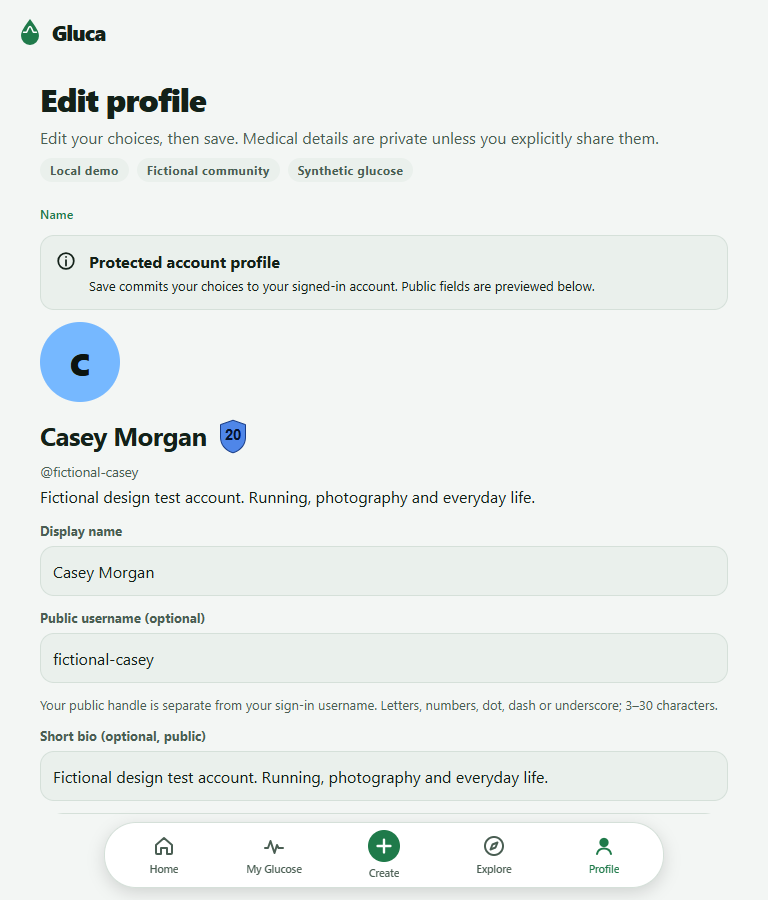 Gluca
Edit profile
Edit your choices, then save. Medical details are private unless you explicitly share them.
Local demo
Fictional community
Synthetic glucose
Name
Protected account profile
Save commits your choices to your signed-in account. Public fields are previewed below.
C
Casey Morgan
20
@fictional-casey
Fictional design test account. Running, photography and everyday life.
Display name
Casey Morgan
Public username (optional)
fictional-casey
Your public handle is separate from your sign-in username. Letters, numbers, dot, dash or underscore; 3–30 characters.
Short bio (optional, public)
Fictional design test account. Running, photography and everyday life.
Home
My Glucose
Create
Explore
Profile